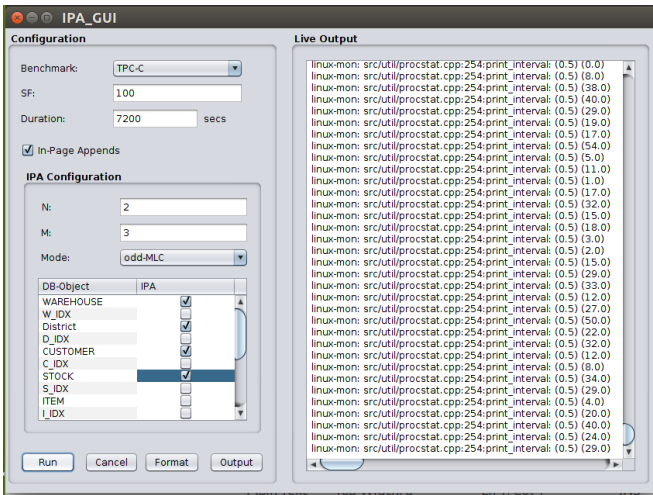 IPA_GUI
Configuration
Benchmark: TPC-C
SF: 100
Duration: 7200 secs
In-Page Appends
IPA Configuration
N: 2
M: 3
Mode: odd-MLC
DB-Object IPA
WAREHOUSE
W_IDX
District
D_IDX
CUSTOMER
C_IDX
STOCK
S_IDX
ITEM
I_IDX
Run Cancel Format Output
Live Output
linux-mon: src/util/procstat.cpp:254:print_interval: (0.5) (0.0)
linux-mon: src/util/procstat.cpp:254:print_interval: (0.5) (8.0)
linux-mon: src/util/procstat.cpp:254:print_interval: (0.5) (38.0)
linux-mon: src/util/procstat.cpp:254:print_interval: (0.5) (40.0)
linux-mon: src/util/procstat.cpp:254:print_interval: (0.5) (29.0)
linux-mon: src/util/procstat.cpp:254:print_interval: (0.5) (19.0)
linux-mon: src/util/procstat.cpp:254:print_interval: (0.5) (17.0)
linux-mon: src/util/procstat.cpp:254:print_interval: (0.5) (54.0)
linux-mon: src/util/procstat.cpp:254:print_interval: (0.5) (5.0)
linux-mon: src/util/procstat.cpp:254:print_interval: (0.5) (11.0)
linux-mon: src/util/procstat.cpp:254:print_interval: (0.5) (1.0)
linux-mon: src/util/procstat.cpp:254:print_interval: (0.5) (17.0)
linux-mon: src/util/procstat.cpp:254:print_interval: (0.5) (32.0)
linux-mon: src/util/procstat.cpp:254:print_interval: (0.5) (15.0)
linux-mon: src/util/procstat.cpp:254:print_interval: (0.5) (18.0)
linux-mon: src/util/procstat.cpp:254:print_interval: (0.5) (3.0)
linux-mon: src/util/procstat.cpp:254:print_interval: (0.5) (2.0)
linux-mon: src/util/procstat.cpp:254:print_interval: (0.5) (15.0)
linux-mon: src/util/procstat.cpp:254:print_interval: (0.5) (29.0)
linux-mon: src/util/procstat.cpp:254:print_interval: (0.5) (33.0)
linux-mon: src/util/procstat.cpp:254:print_interval: (0.5) (12.0)
linux-mon: src/util/procstat.cpp:254:print_interval: (0.5) (27.0)
linux-mon: src/util/procstat.cpp:254:print_interval: (0.5) (50.0)
linux-mon: src/util/procstat.cpp:254:print_interval: (0.5) (22.0)
linux-mon: src/util/procstat.cpp:254:print_interval: (0.5) (32.0)
linux-mon: src/util/procstat.cpp:254:print_interval: (0.5) (12.0)
linux-mon: src/util/procstat.cpp:254:print_interval: (0.5) (8.0)
linux-mon: src/util/procstat.cpp:254:print_interval: (0.5) (34.0)
linux-mon: src/util/procstat.cpp:254:print_interval: (0.5) (29.0)
linux-mon: src/util/procstat.cpp:254:print_interval: (0.5) (4.0)
linux-mon: src/util/procstat.cpp:254:print_interval: (0.5) (20.0)
linux-mon: src/util/procstat.cpp:254:print_interval: (0.5) (40.0)
linux-mon: src/util/procstat.cpp:254:print_interval: (0.5) (24.0)
linux-mon: src/util/procstat.cpp:254:print_interval: (0.5) (29.0)